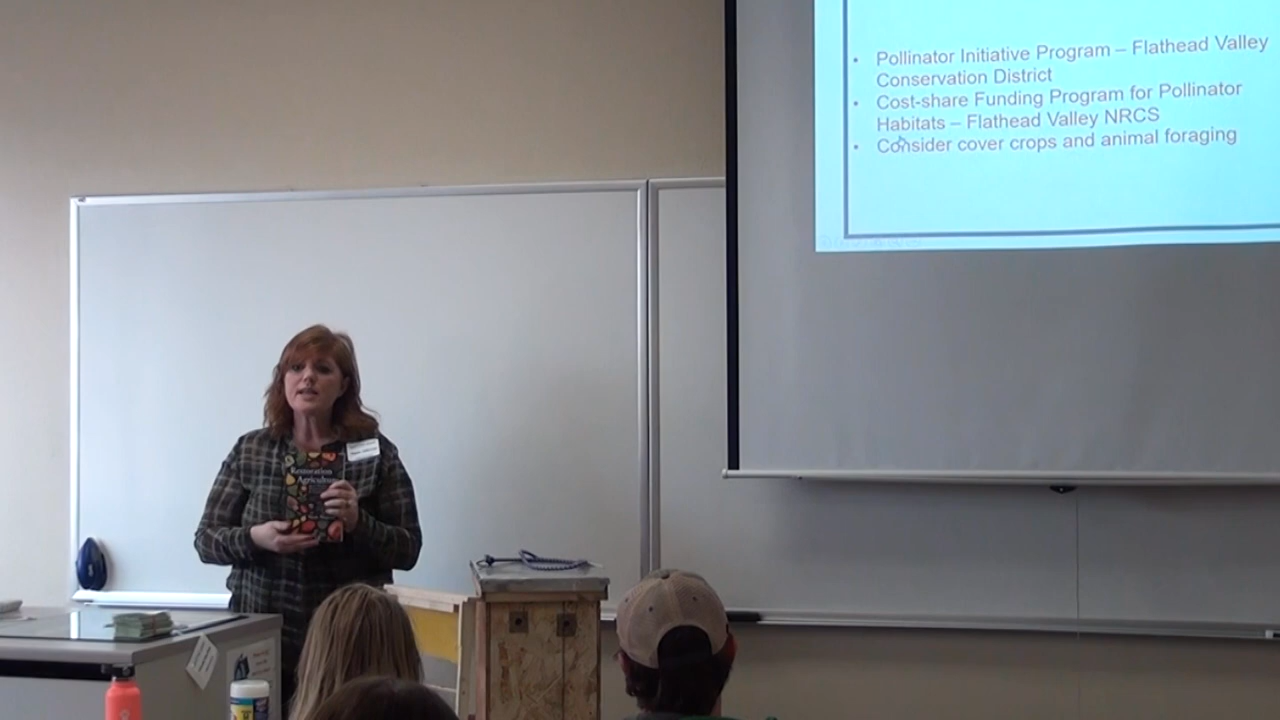 • Pollinator Initiative Program – Flathead Valley
Conservation District
• Cost-share Funding Program for Pollinator
Habitats – Flathead Valley NRCS
• Consider cover crops and animal foraging
Restoration
Agriculture